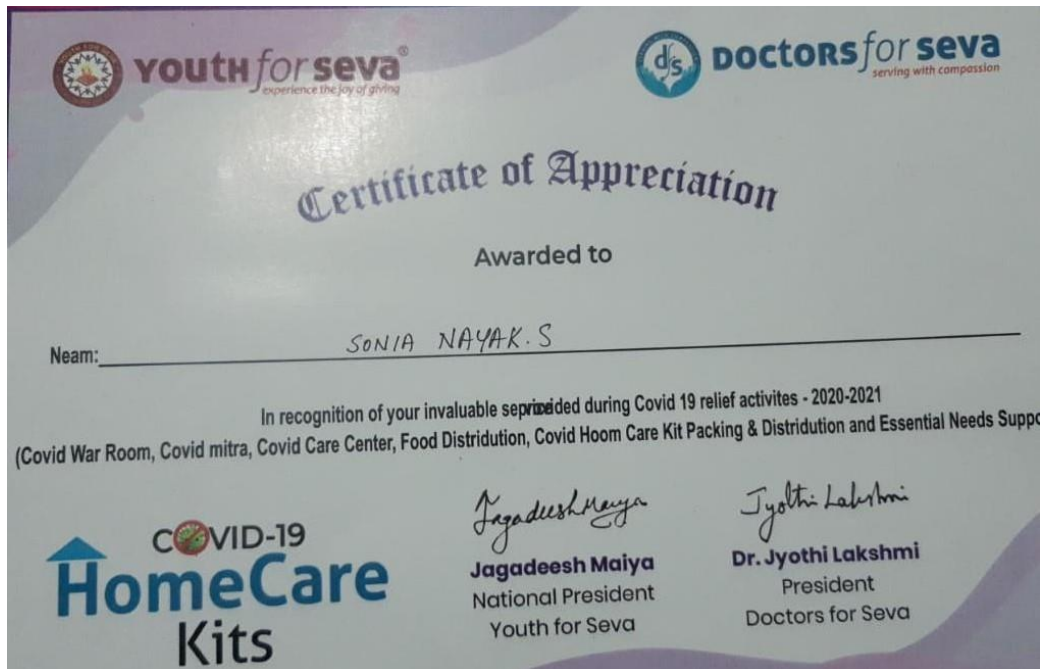 YOUTH for seva®
experience the joy of giving
d/s DOCTORS for seva
serving with compassion
Certificate of Appreciation
Awarded to
Neam: SONIA NAYAK. S
In recognition of your invaluable during Covid 19 relief activites - 2020-2021
(Covid War Room, Covid mitra, Covid Care Center, Food Distridution, Covid Hoom Care Kit Packing & Distridution and Essential Needs Suppo
Jagadeesh Maiya
Jyothi Lakshmi
COVID-19
HomeCare
Kits
Jagadeesh Maiya
National President
Youth for Seva
Dr. Jyothi Lakshmi
President
Doctors for Seva